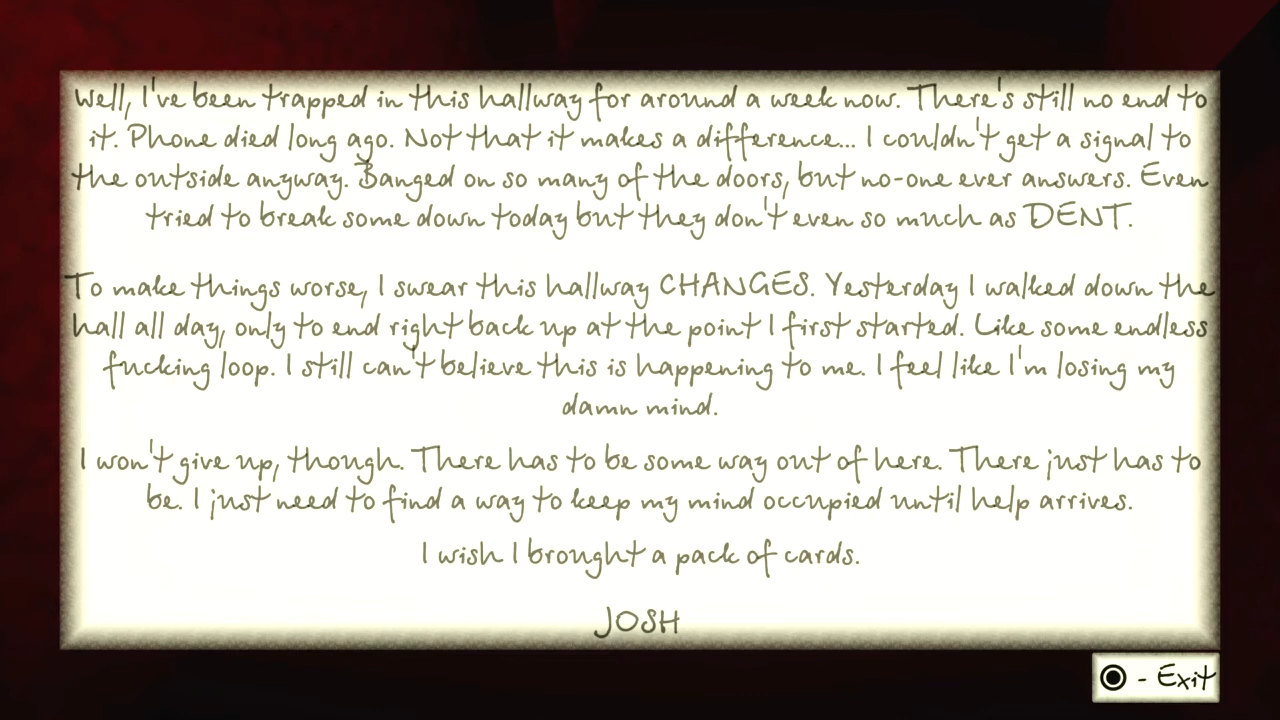 Well, I've been trapped in this hallway for around a week now. There's still no end to
it. Phone died long ago. Not that it makes a difference... I couldn't get a signal to
the outside anyway. Banged on so many of the doors, but no-one ever answers. Even
tried to break some down today but they don't even so much as DENT.
To make things worse, I swear this hallway CHANGES. Yesterday I walked down the
hall all day, only to end right back up at the point I first started. Like some endless
fucking loop. I still can't believe this is happening to me. I feel like I'm losing my
damn mind.
I won't give up, though. There has to be some way out of here. There just has to
be. I just need to find a way to keep my mind occupied until help arrives.
I wish I brought a pack of cards.
JOSH
- Exit